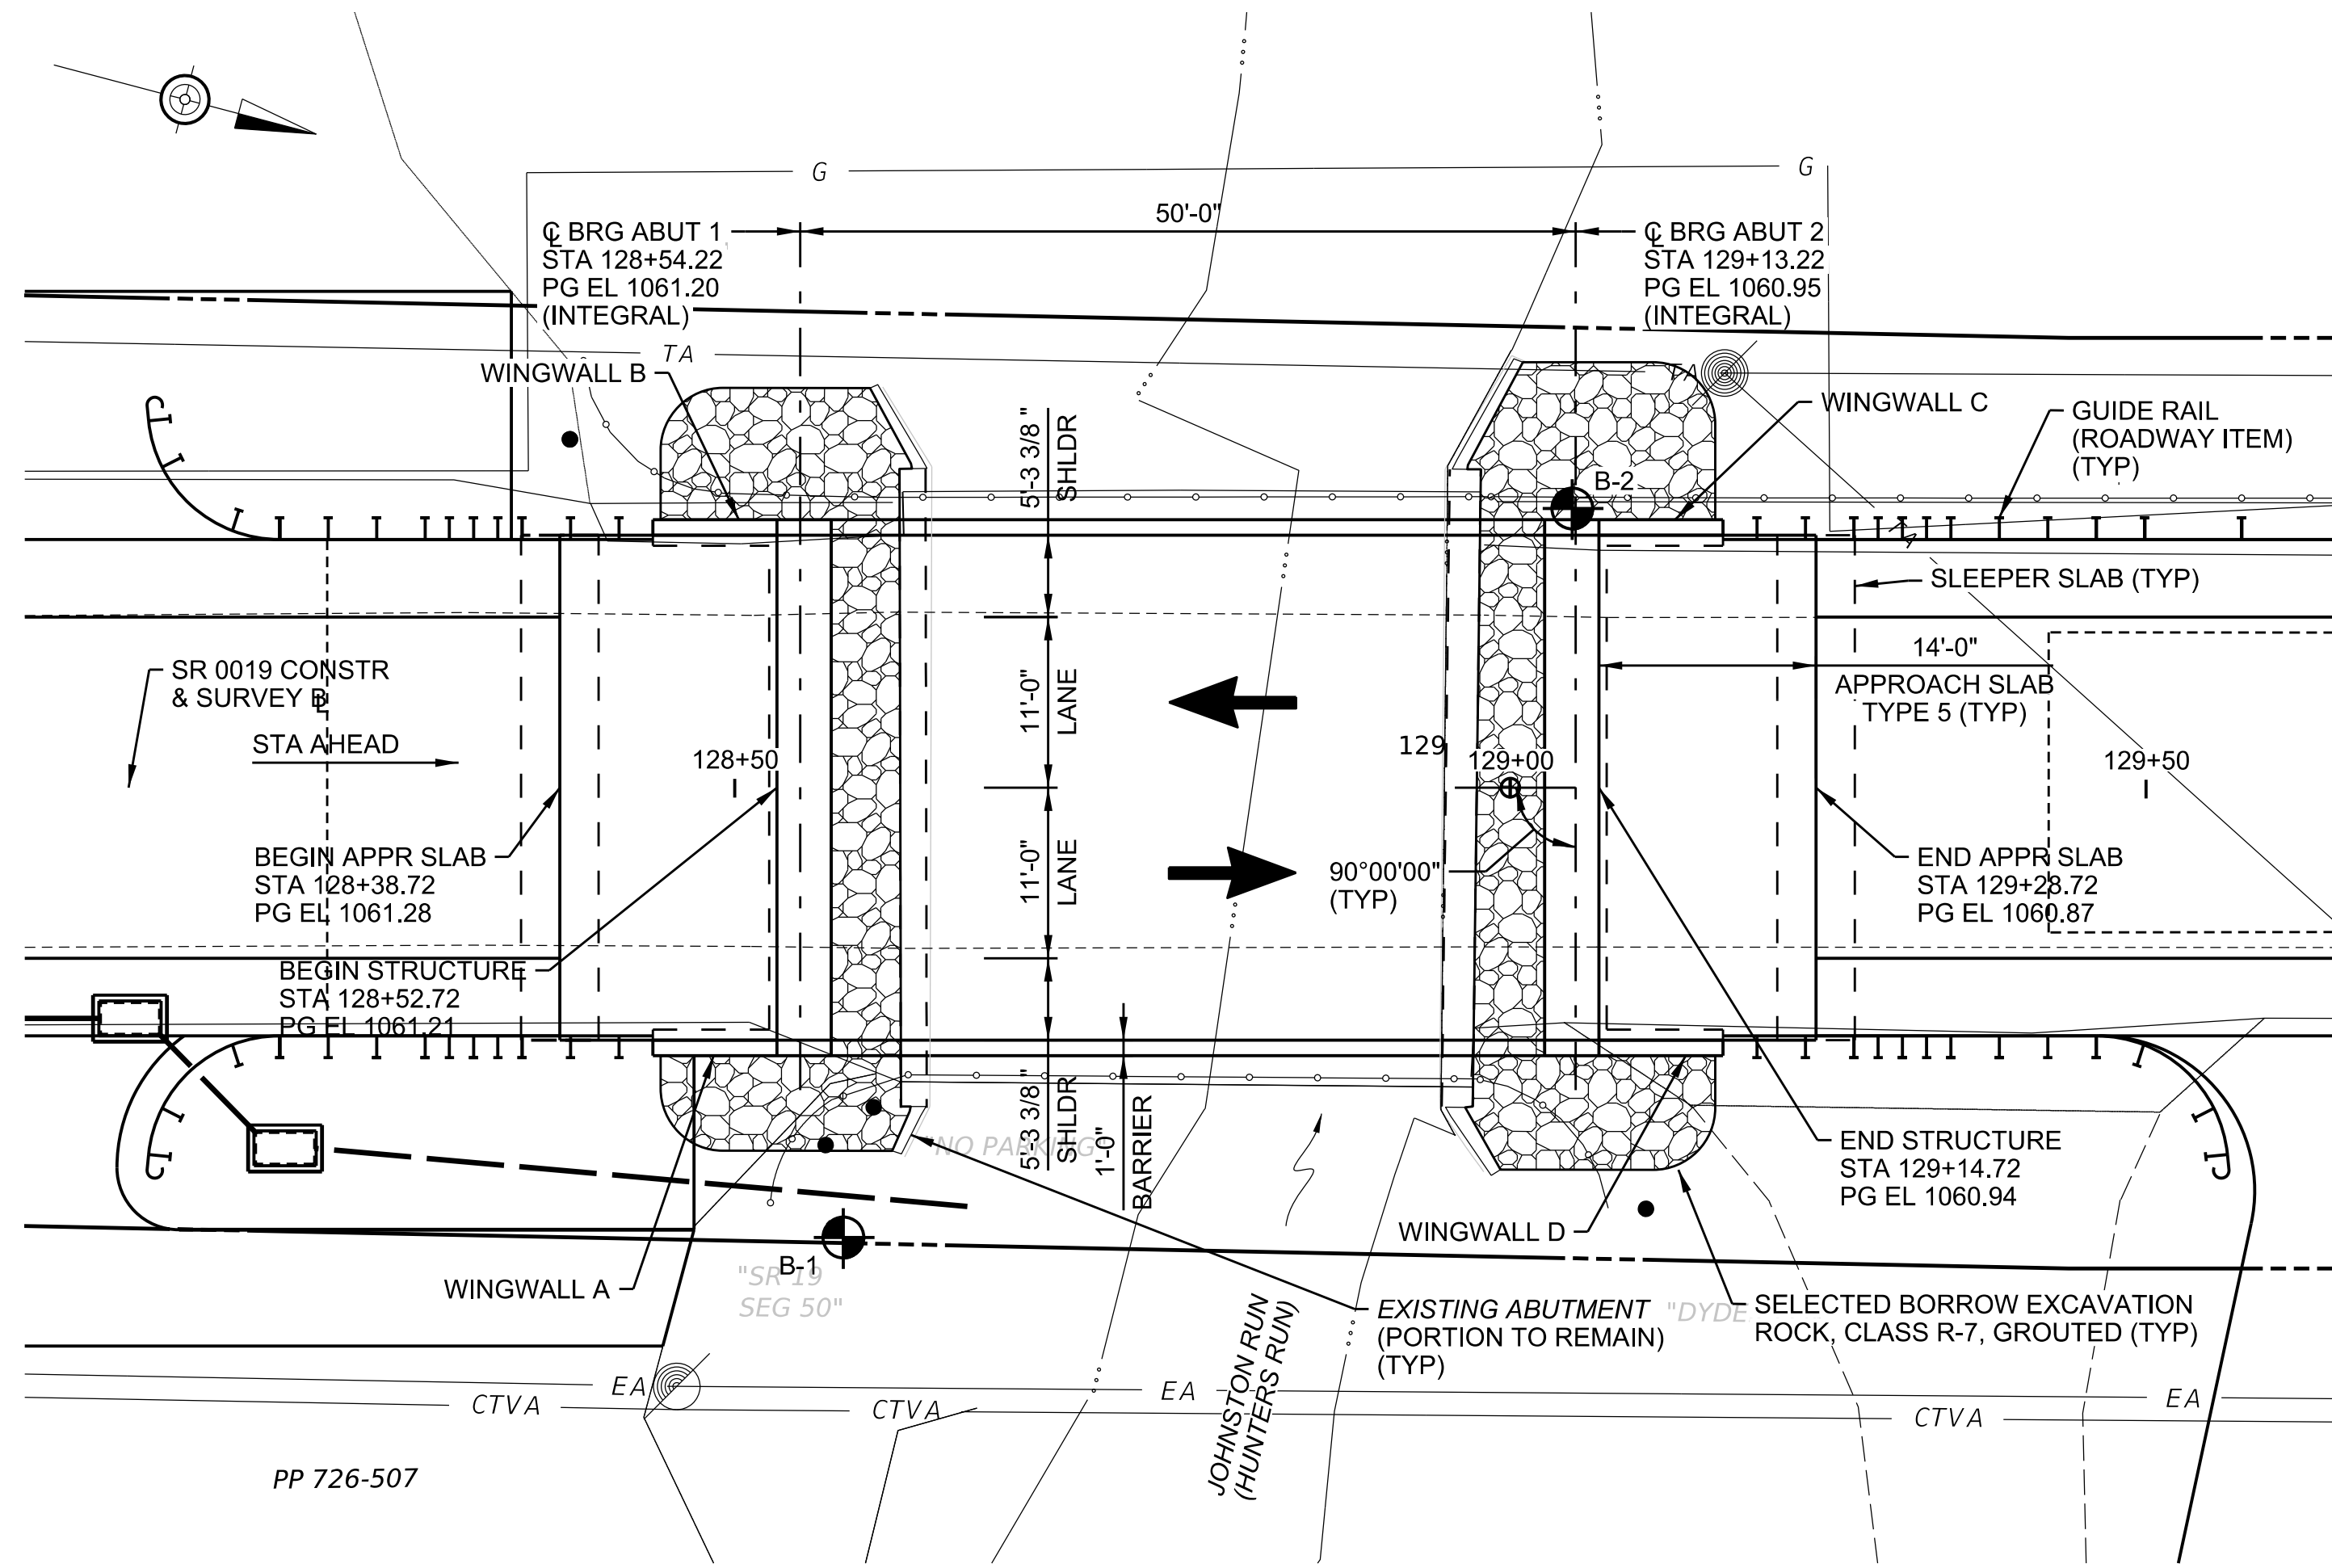 G
G
50'-0"
℄ BRG ABUT 1
STA 128+54.22
PG EL 1061.20
(INTEGRAL)
℄ BRG ABUT 2
STA 129+13.22
PG EL 1060.95
(INTEGRAL)
TA
WINGWALL B
TA
WINGWALL C
GUIDE RAIL
(ROADWAY ITEM)
(TYP)
5'-3 3/8"
SHLDR
B-2
TA
SLEEPER SLAB (TYP)
SR 0019 CONSTR
& SURVEY ℄
STA AHEAD
11'-0"
LANE
14'-0"
APPROACH SLAB
TYPE 5 (TYP)
128+50
129
129+00
129+50
BEGIN APPR SLAB
STA 128+38.72
PG EL 1061.28
11'-0"
LANE
90°00'00"
(TYP)
END APPR SLAB
STA 129+28.72
PG EL 1060.87
BEGIN STRUCTURE
STA 128+52.72
PG EL 1061.21
5'-3 3/8"
SHLDR
1'-0"
BARRIER
"NO PARKING"
END STRUCTURE
STA 129+14.72
PG EL 1060.94
WINGWALL D
B-1
"SR 19
SEG 50"
WINGWALL A
EXISTING ABUTMENT
(PORTION TO REMAIN)
(TYP)
"DYDE
SELECTED BORROW EXCAVATION
ROCK, CLASS R-7, GROUTED (TYP)
JOHNSTON RUN
(HUNTERS RUN)
EA
EA
EA
CTVA
CTVA
CTVA
PP 726-507